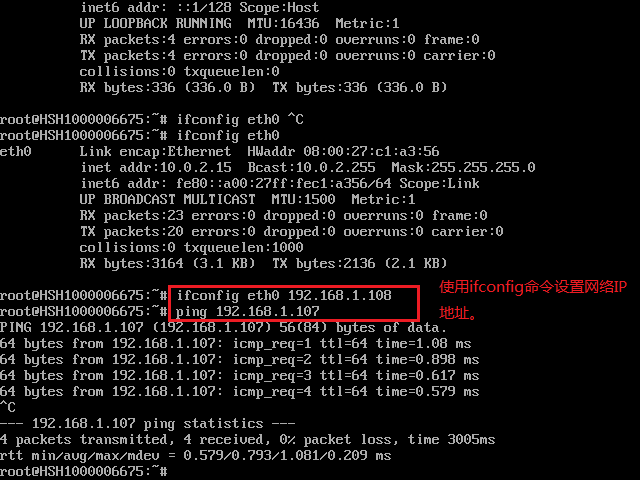 inet6 addr: ::1/128 Scope:Host
UP LOOPBACK RUNNING  MTU:16436  Metric:1
RX packets:4 errors:0 dropped:0 overruns:0 frame:0
TX packets:4 errors:0 dropped:0 overruns:0 carrier:0
collisions:0 txqueuelen:0
RX bytes:336 (336.0 B)  TX bytes:336 (336.0 B)
root@HSH1000006675:~# ifconfig eth0 ^C
root@HSH1000006675:~# ifconfig eth0
eth0      Link encap:Ethernet  HWaddr 08:00:27:c1:a3:56
inet addr:10.0.2.15  Bcast:10.0.2.255  Mask:255.255.255.0
inet6 addr: fe80::a00:27ff:fec1:a356/64 Scope:Link
UP BROADCAST MULTICAST  MTU:1500  Metric:1
RX packets:23 errors:0 dropped:0 overruns:0 frame:0
TX packets:20 errors:0 dropped:0 overruns:0 carrier:0
collisions:0 txqueuelen:1000
RX bytes:3164 (3.1 KB)  TX bytes:2136 (2.1 KB)
root@HSH1000006675:~# ifconfig eth0 192.168.1.108
root@HSH1000006675:~# ping 192.168.1.107
使用ifconfig命令设置网络IP
地址。
PING 192.168.1.107 (192.168.1.107) 56(84) bytes of data.
64 bytes from 192.168.1.107: icmp_req=1 ttl=64 time=1.08 ms
64 bytes from 192.168.1.107: icmp_req=2 ttl=64 time=0.898 ms
64 bytes from 192.168.1.107: icmp_req=3 ttl=64 time=0.617 ms
64 bytes from 192.168.1.107: icmp_req=4 ttl=64 time=0.579 ms
^C
--- 192.168.1.107 ping statistics ---
4 packets transmitted, 4 received, 0% packet loss, time 3005ms
rtt min/avg/max/mdev = 0.579/0.793/1.081/0.209 ms
root@HSH1000006675:~#